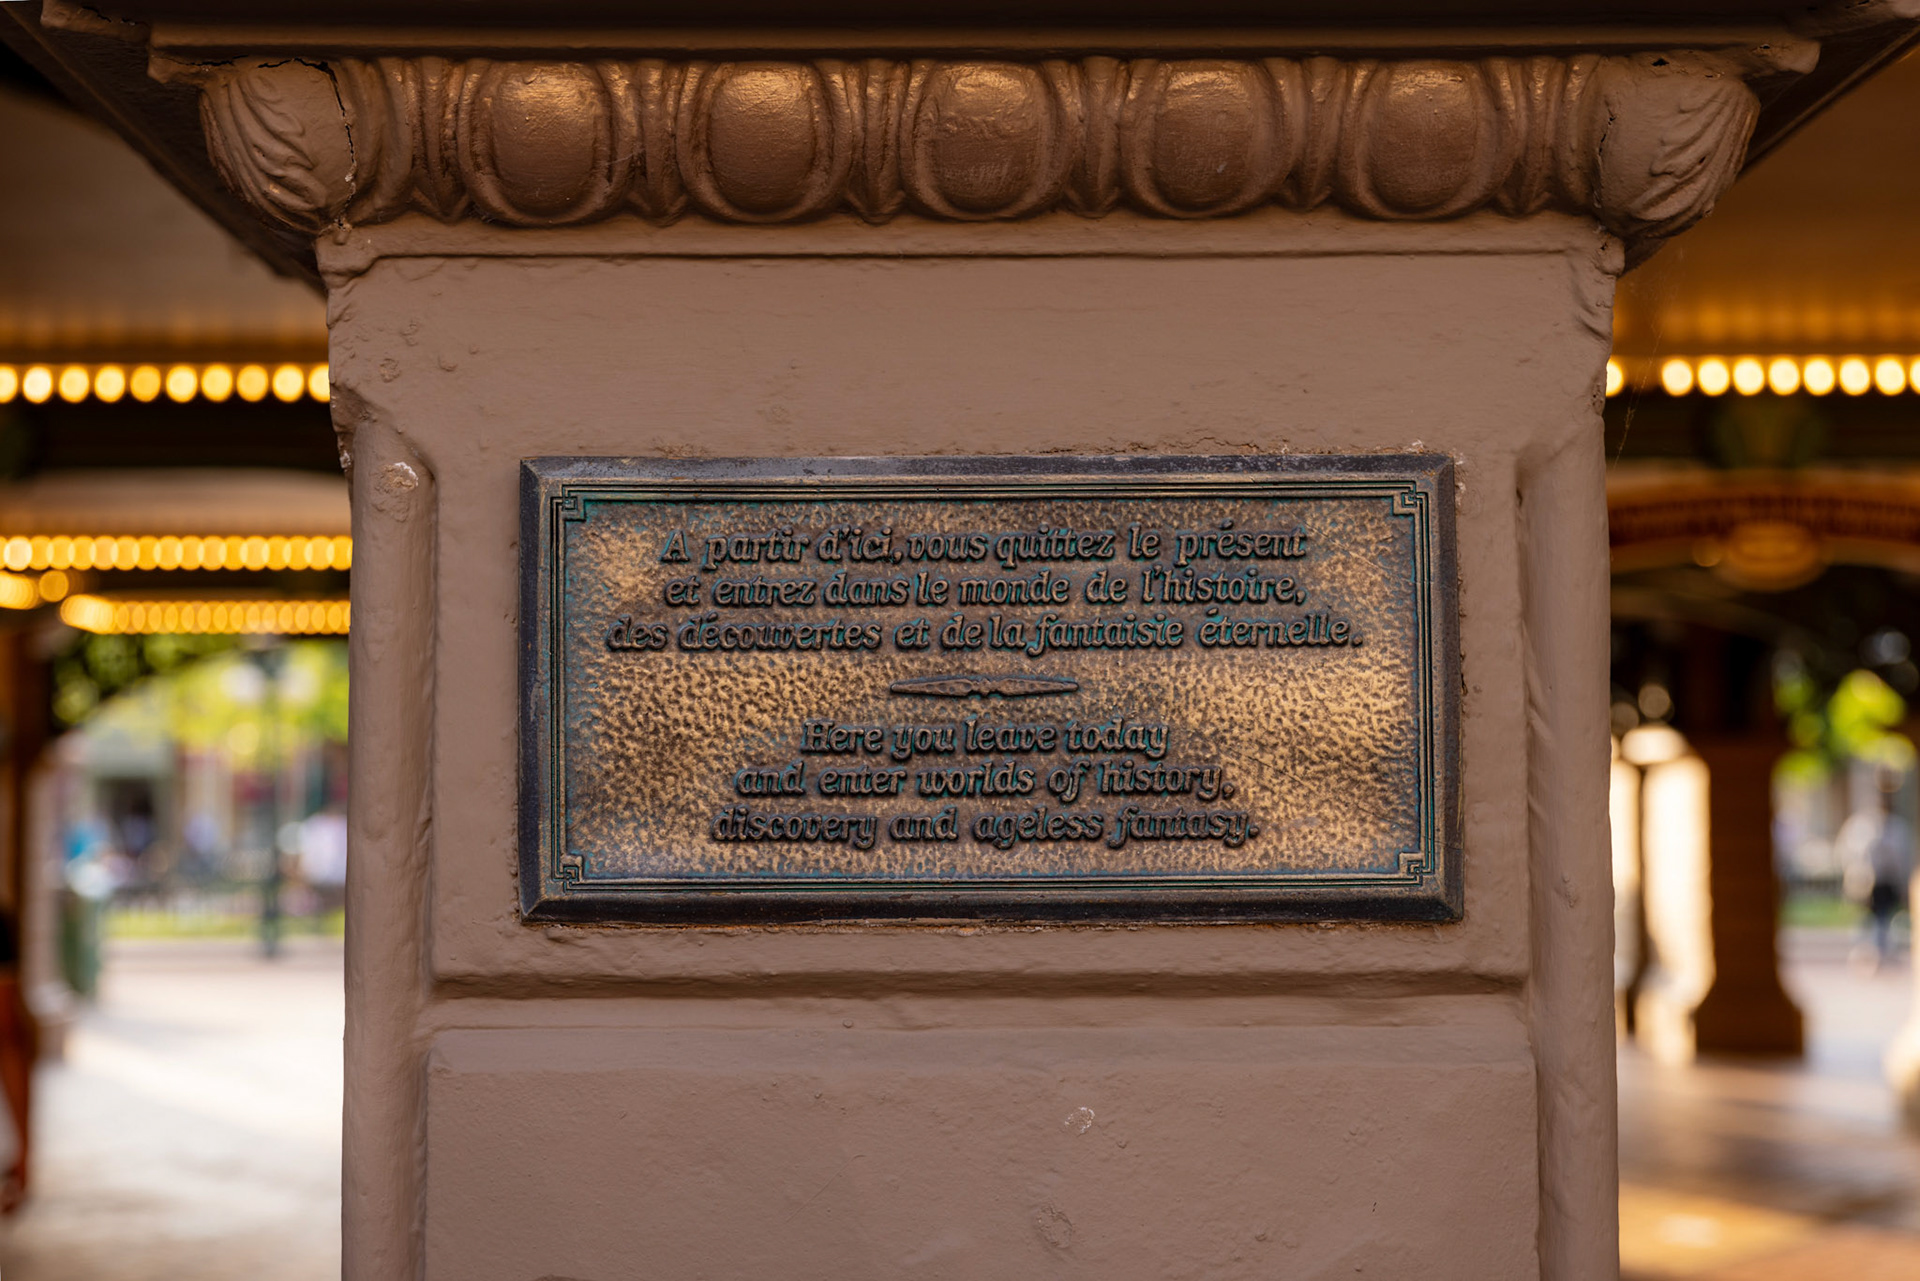 A partir d'ici, vous quittez le présent
et entrez dans le monde de l'histoire,
des découvertes et de la fantaisie éternelle.
Here you leave today
and enter worlds of history,
discovery and ageless fantasy.